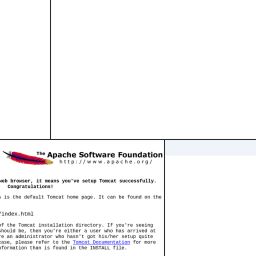 The Apache Software Foundation
http://www.apache.org/
web browser, it means you've setup Tomcat successfully.
Congratulations!
s is the default Tomcat home page. It can be found on the
/index.html
of the Tomcat installation directory. If you're seeing
should be, then you're either a user who has arrived at
re an administrator who hasn't got his/her setup quite
case, please refer to the Tomcat Documentation for more
nformation than is found in the INSTALL file.